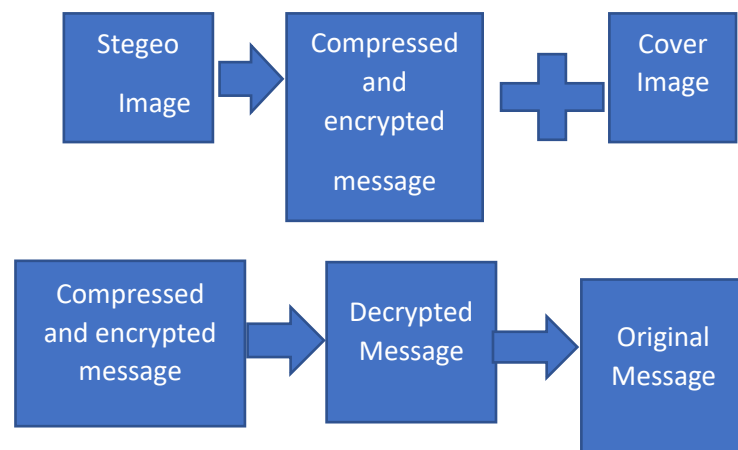 Stegeo
Image
Compressed
and
encrypted
message
Cover
Image
Compressed
and encrypted
message
Decrypted
Message
Original
Message